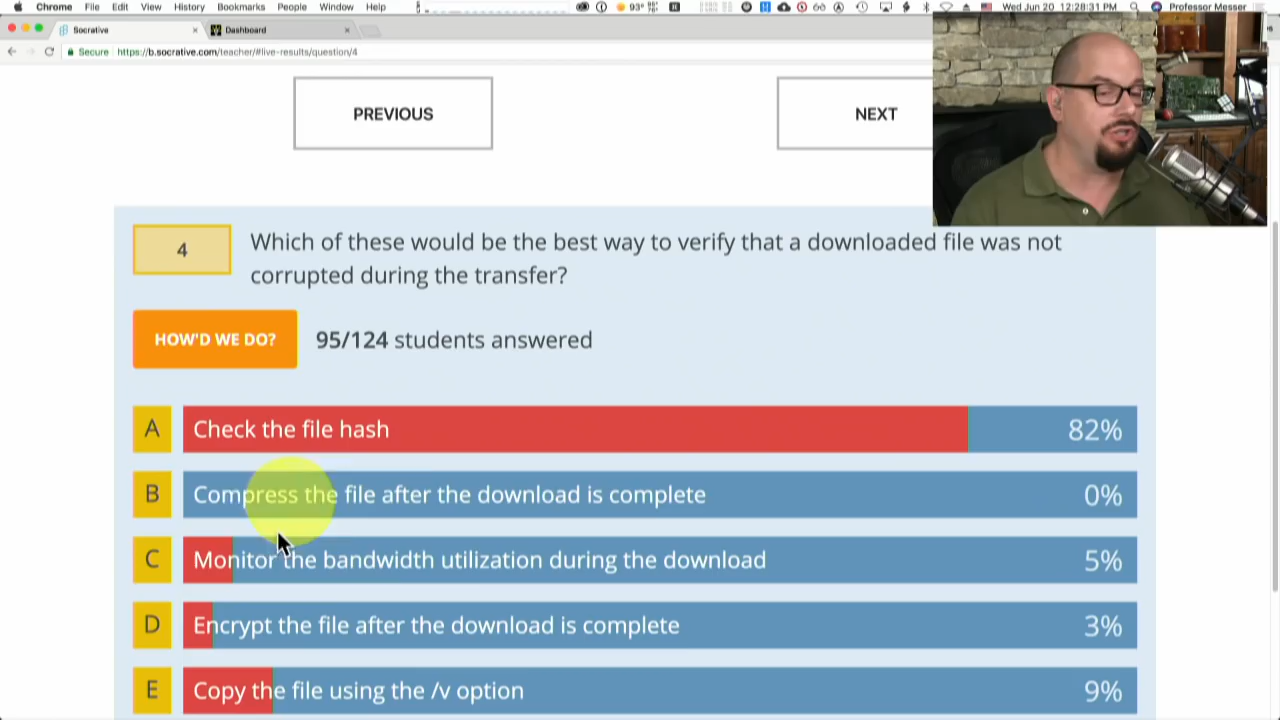 Chrome File Edit View History Bookmarks People Window Help 93° Wed Jun 20 12:28:31 PM Professor Messer
Socrative Dashboard
Secure https://b.socrative.com/teacher/#live-results/question/4
PREVIOUS NEXT
4 Which of these would be the best way to verify that a downloaded file was not
corrupted during the transfer?
HOW'D WE DO? 95/124 students answered
A Check the file hash 82%
B Compress the file after the download is complete 0%
C Monitor the bandwidth utilization during the download 5%
D Encrypt the file after the download is complete 3%
E Copy the file using the /v option 9%